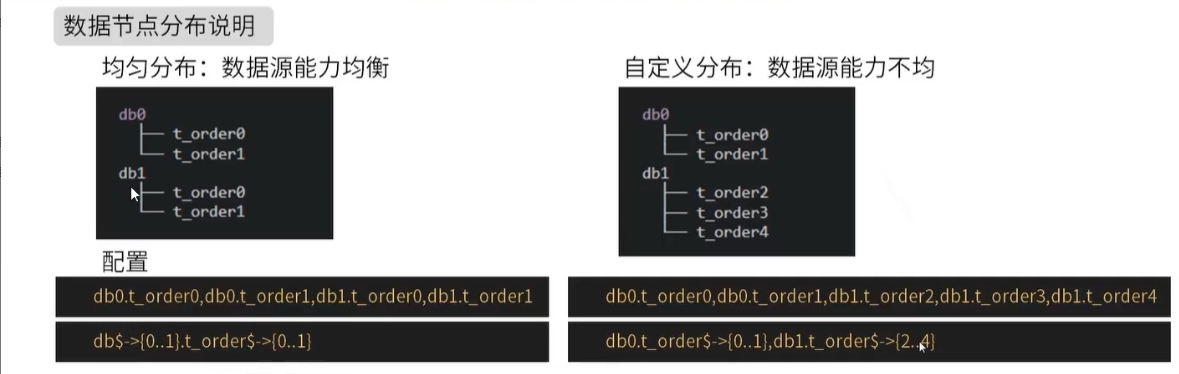 数据节点分布说明
均匀分布：数据源能力均衡
db0
t_order0
t_order1
db1
t_order0
t_order1
配置
db0.t_order0,db0.t_order1,db1.t_order0,db1.t_order1
db$->{0..1}.t_order$->{0..1}
自定义分布：数据源能力不均
db0
t_order0
t_order1
db1
t_order2
t_order3
t_order4
db0.t_order0,db0.t_order1,db1.t_order2,db1.t_order3,db1.t_order4
db0.t_order$->{0..1},db1.t_order$->{2..4}